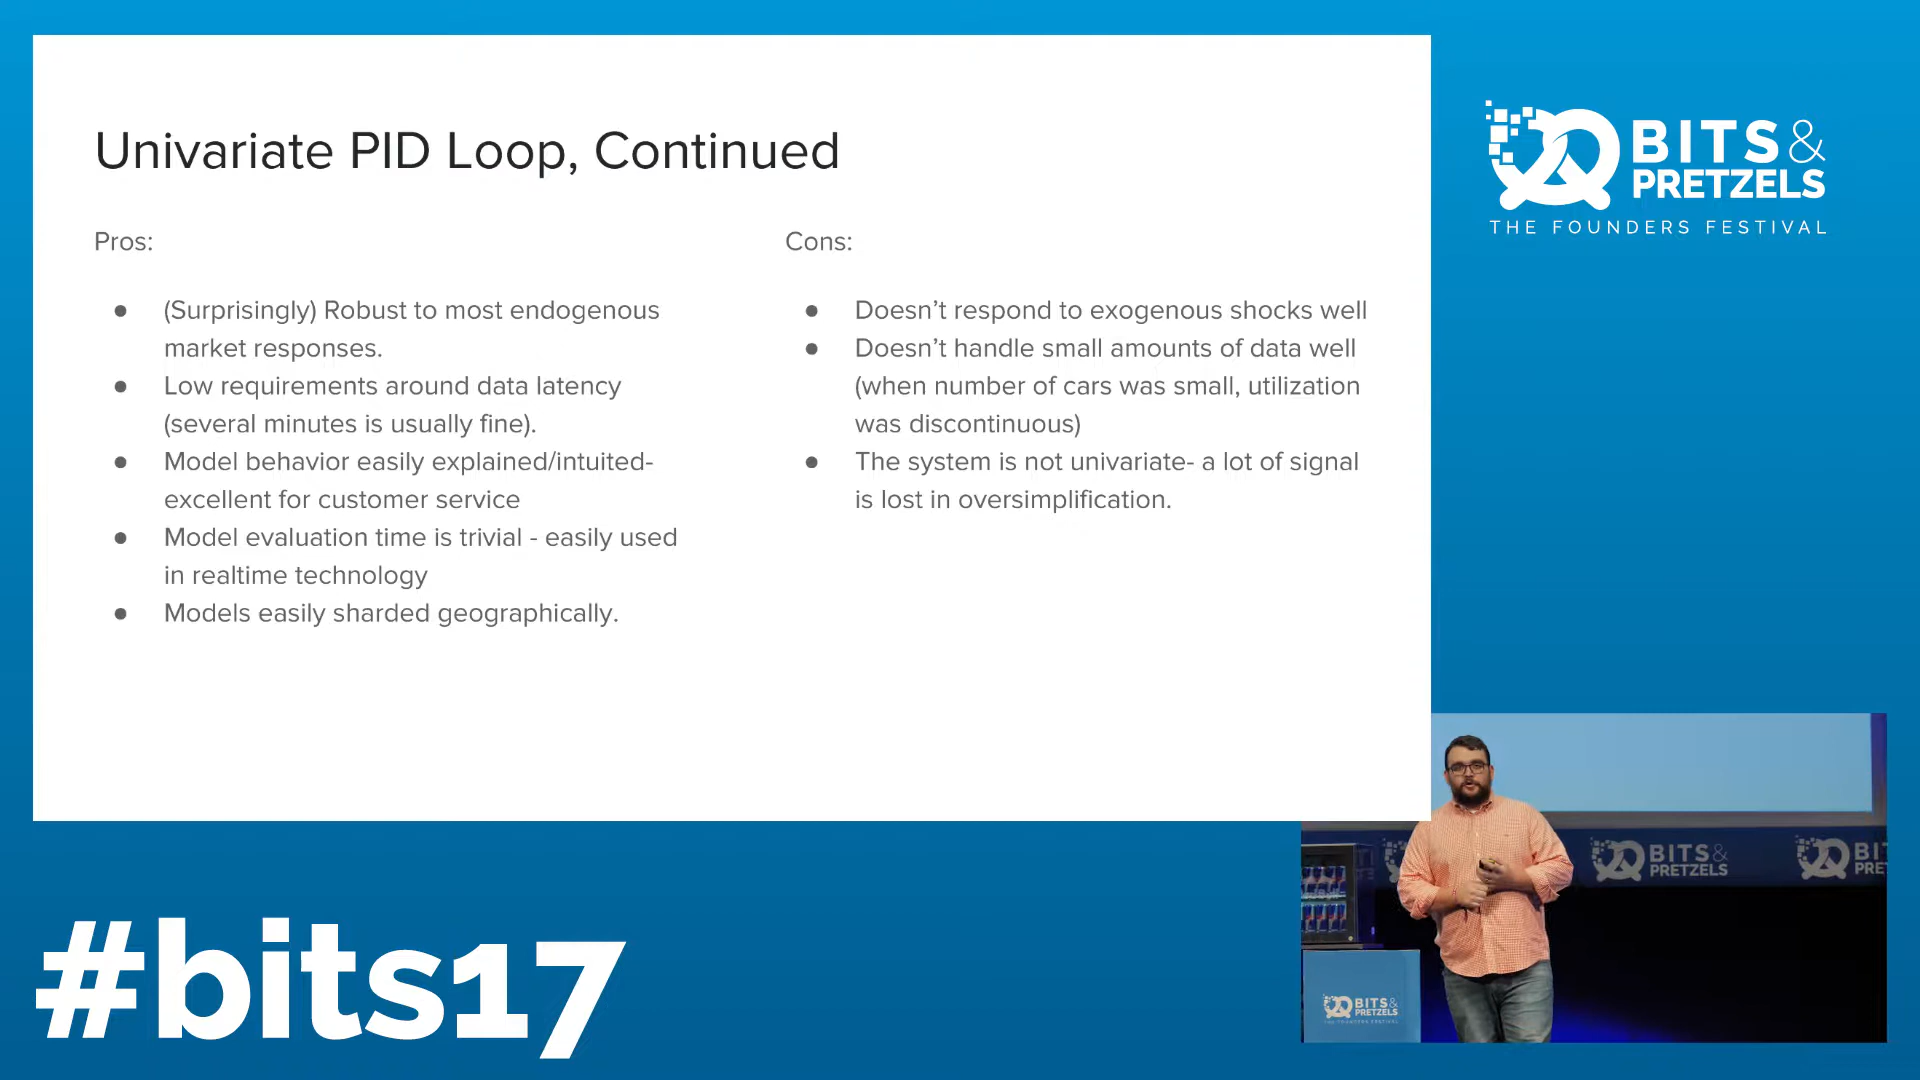 Univariate PID Loop, Continued
Pros:
● (Surprisingly) Robust to most endogenous
market responses.
● Low requirements around data latency
(several minutes is usually fine).
● Model behavior easily explained/intuited-
excellent for customer service
● Model evaluation time is trivial - easily used
in realtime technology
● Models easily sharded geographically.
Cons:
● Doesn’t respond to exogenous shocks well
● Doesn’t handle small amounts of data well
(when number of cars was small, utilization
was discontinuous)
● The system is not univariate- a lot of signal
is lost in oversimplification.
BITS&
PRETZELS
THE FOUNDERS FESTIVAL
#bits17
BITS&
PRETZELS
BI
PRE
BITS&
PRETZELS